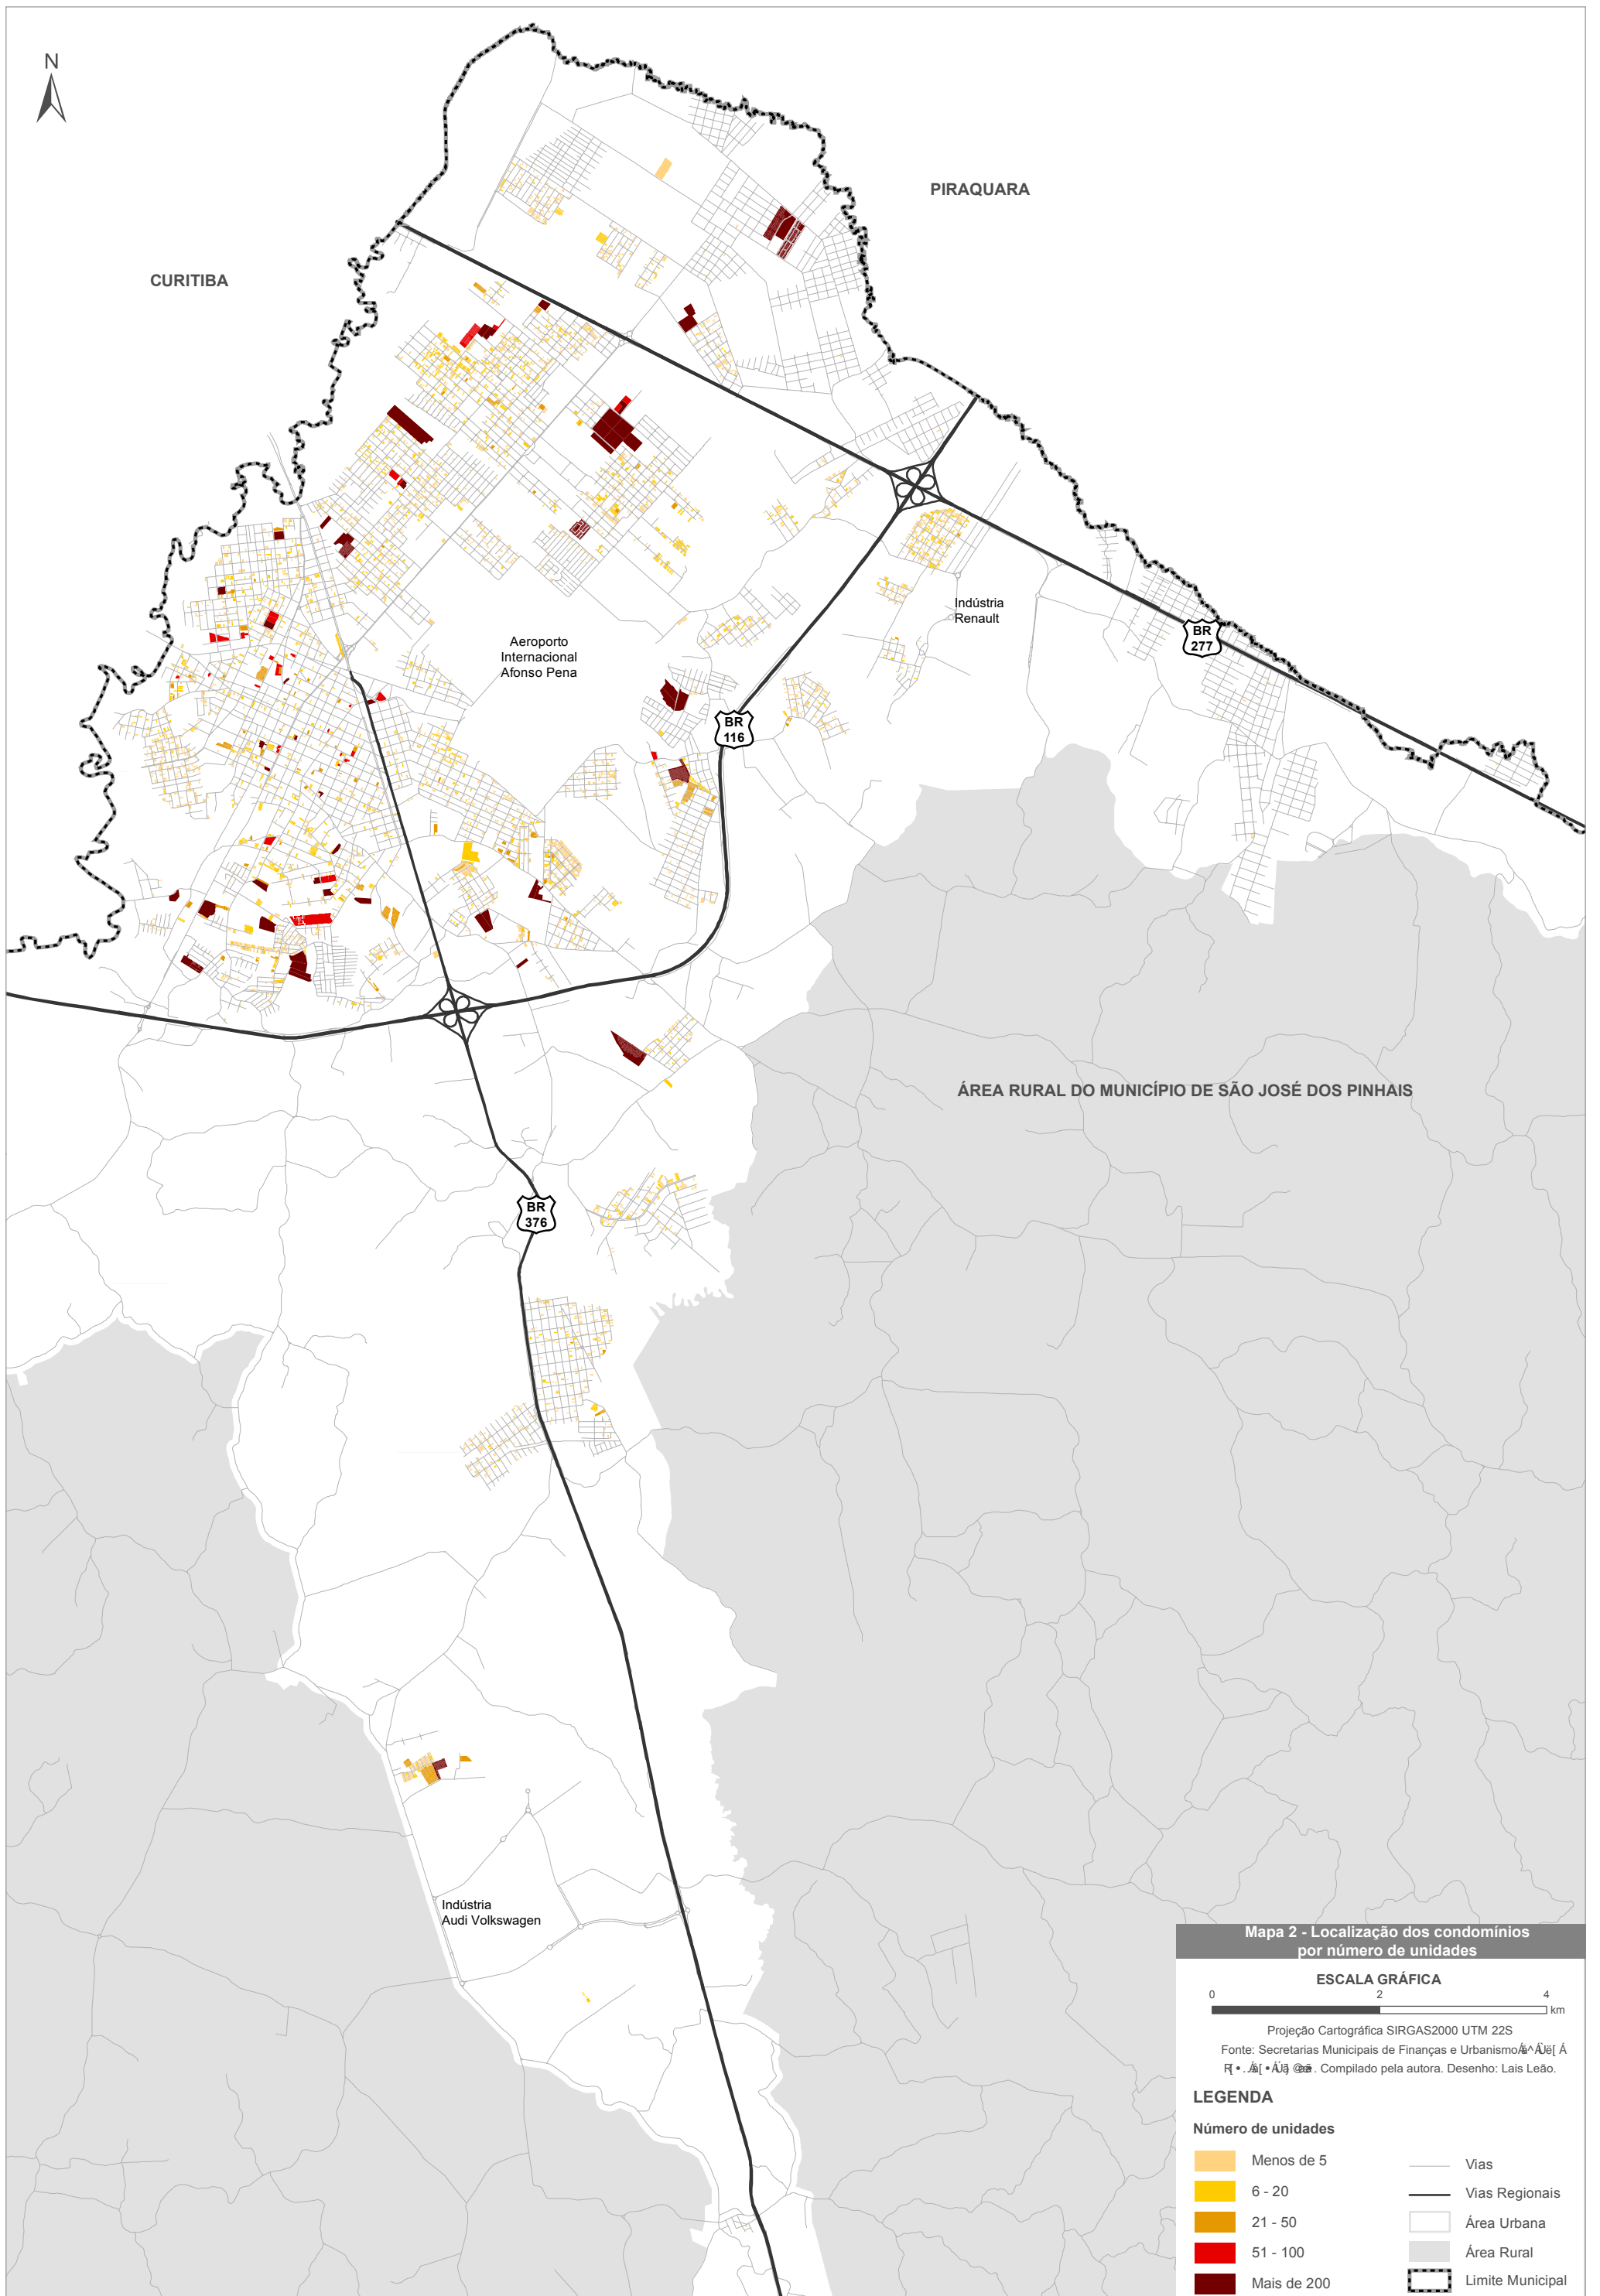 N
PIRAQUARA
CURITIBA
Indústria
Renault
Aeroporto
Internacional
Afonso Pena
BR
277
BR
116
ÁREA RURAL DO MUNICÍPIO DE SÃO JOSÉ DOS PINHAIS
BR
376
Indústria
Audi Volkswagen
Mapa 2 - Localização dos condomínios
por número de unidades
ESCALA GRÁFICA
0 2 4
km
Projeção Cartográfica SIRGAS2000 UTM 22S
Fonte: Secretarias Municipais de Finanças e Urbanismo
. Compilado pela autora. Desenho: Lais Leão.
LEGENDA
Número de unidades
Menos de 5
6 - 20
21 - 50
51 - 100
Mais de 200
Vias
Vias Regionais
Área Urbana
Área Rural
Limite Municipal